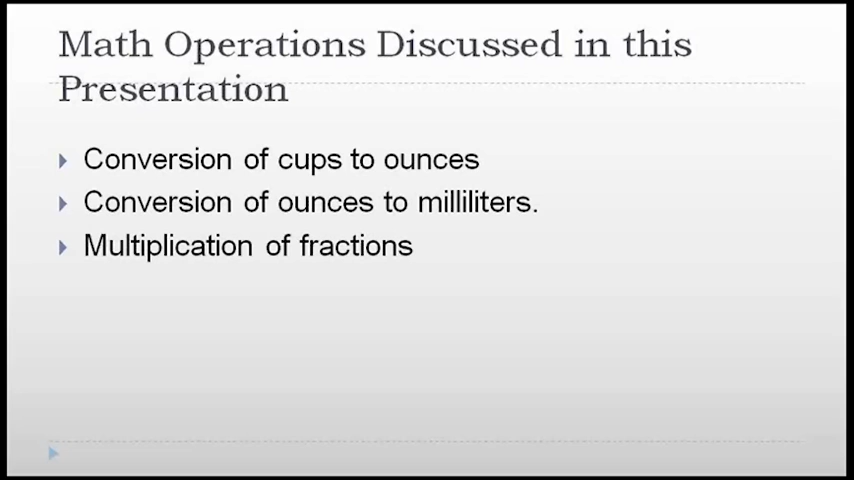 Math Operations Discussed in this
Presentation
Conversion of cups to ounces
Conversion of ounces to milliliters.
Multiplication of fractions